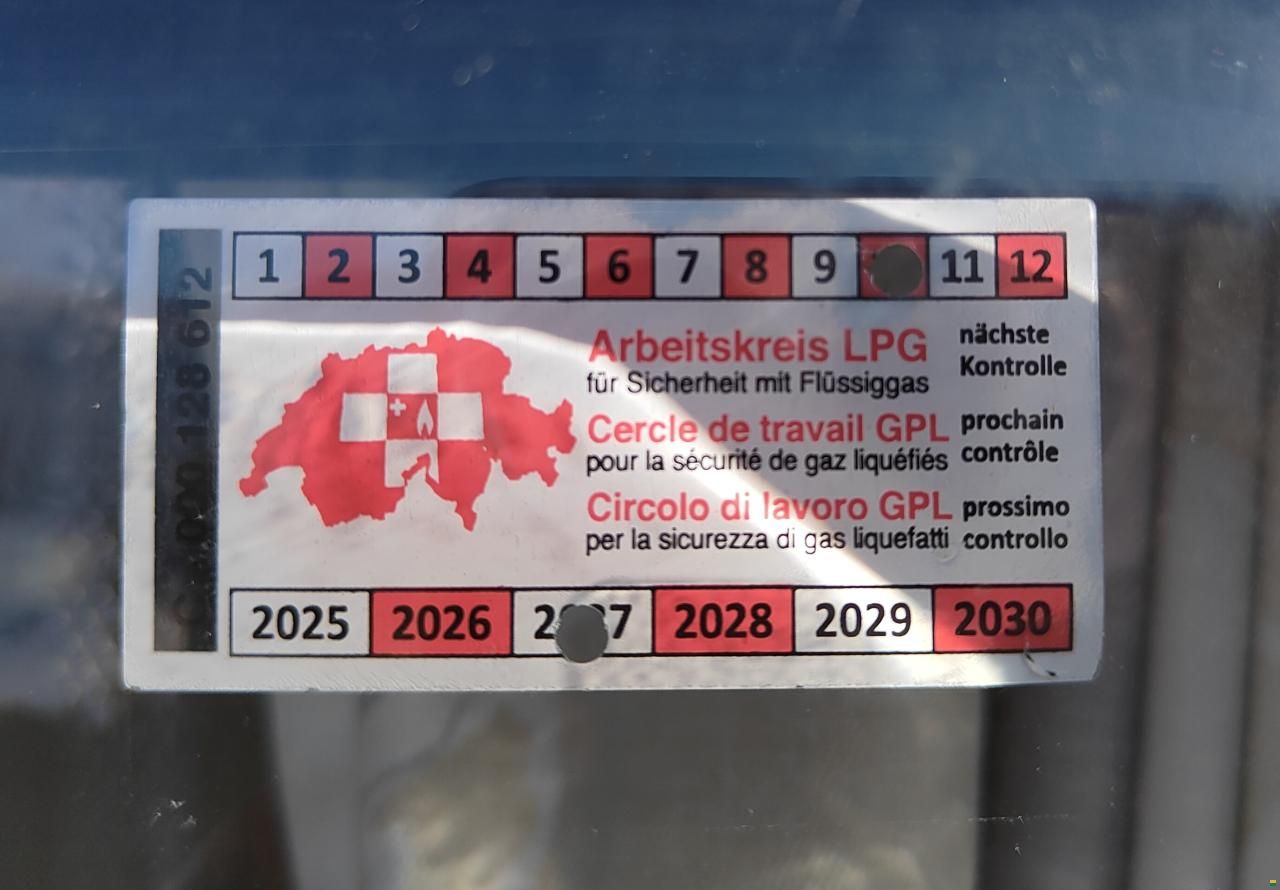 1 2 3 4 5 6 7 8 9 11 12
128 612
Arbeitskreis LPG
für Sicherheit mit Flüssiggas
nächste
Kontrolle
Cercle de travail GPL
pour la sécurité de gaz liquéfiés
prochain
contrôle
Circolo di lavoro GPL
per la sicurezza di gas liquefatti
prossimo
controllo
2025 2026 2028 2029 2030